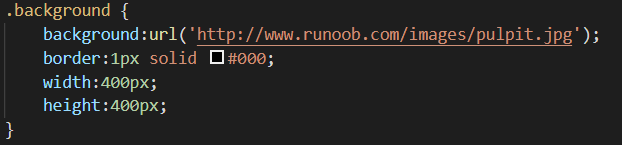 .background {
    background:url('http://www.runoob.com/images/pulpit.jpg');
    border:1px solid #000;
    width:400px;
    height:400px;
}